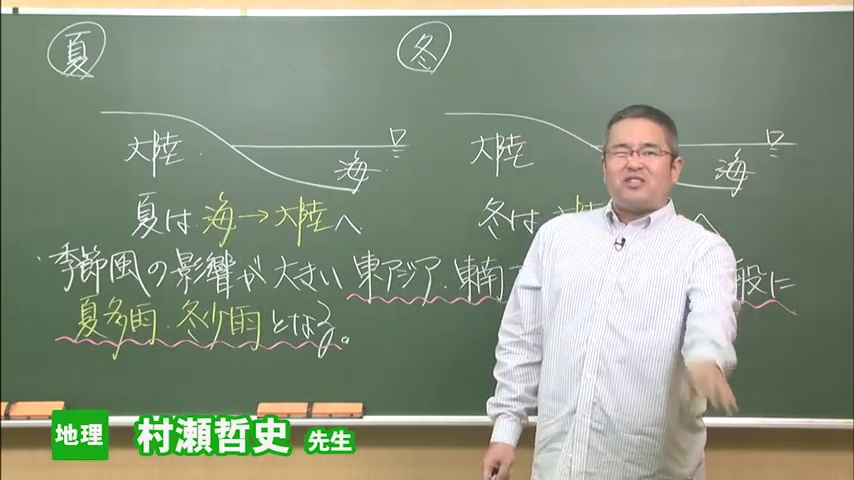 夏
冬
大陸
海
大陸
海
夏は 海→大陸へ
冬は 大陸 へ
・季節風の影響が大きい 東アジア・東南 般に
夏多雨・冬少雨となる。
地理 村瀬哲史 先生